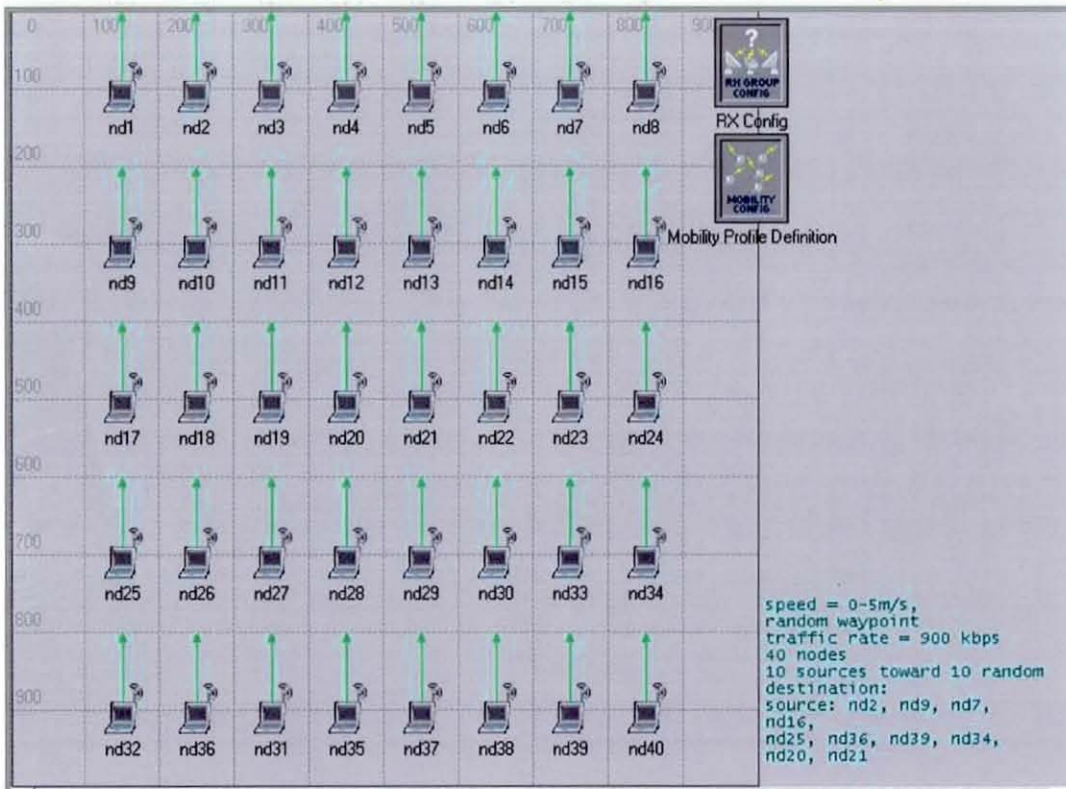 0 100 200 300 400 500 600 700 800 900
100
RH GROUP
CONFIG
nd1 nd2 nd3 nd4 nd5 nd6 nd7 nd8
RX Config
200
MOBILITY
CONFIG
300
Mobility Profile Definition
nd9 nd10 nd11 nd12 nd13 nd14 nd15 nd16
400
500
nd17 nd18 nd19 nd20 nd21 nd22 nd23 nd24
600
700
nd25 nd26 nd27 nd28 nd29 nd30 nd33 nd34
800
900
nd32 nd36 nd31 nd35 nd37 nd38 nd39 nd40
speed = 0-5m/s,
random waypoint
traffic rate = 900 kbps
40 nodes
10 sources toward 10 random
destination:
source: nd2, nd9, nd7,
nd16,
nd25, nd36, nd39, nd34,
nd20, nd21